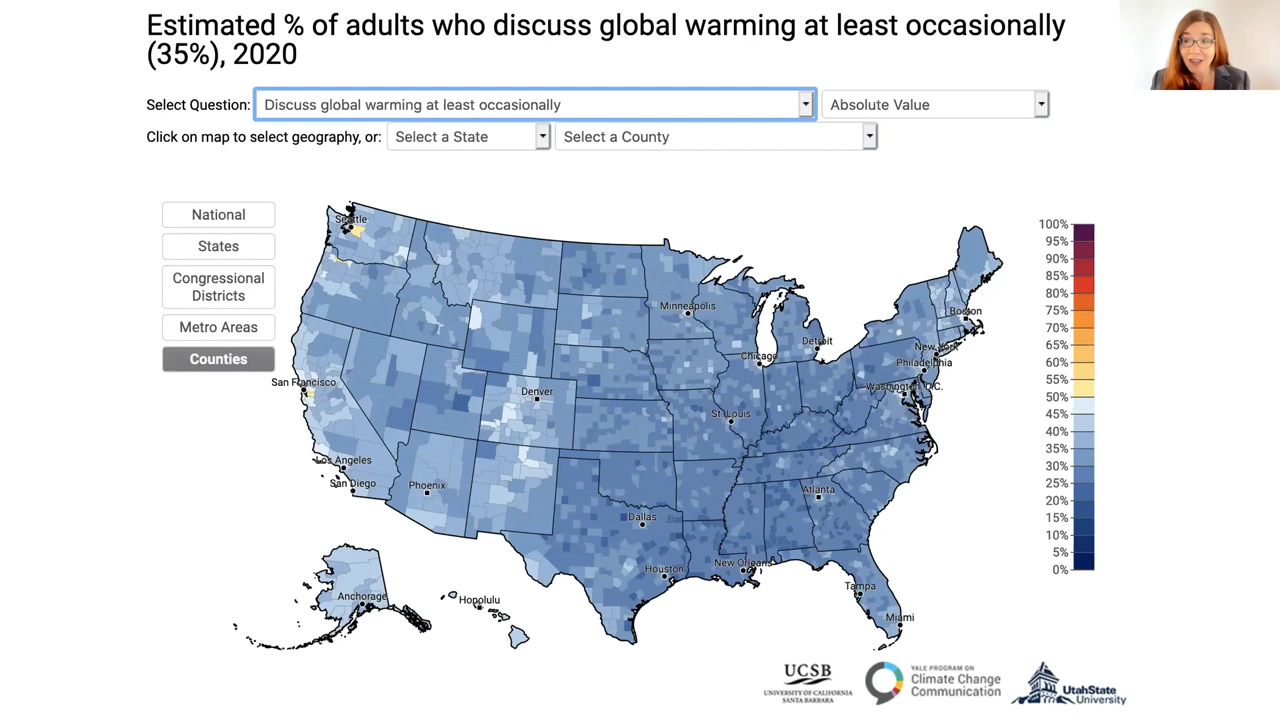 Estimated % of adults who discuss global warming at least occasionally
(35%), 2020
Select Question:
Discuss global warming at least occasionally
Absolute Value
Click on map to select geography, or:
Select a State
Select a County
National
States
Congressional
Districts
Metro Areas
Counties
Seattle
Minneapolis
Boston
Detroit
New York
Chicago
Philadelphia
San Francisco
Denver
Washington, D.C.
St. Louis
Los Angeles
San Diego
Phoenix
Atlanta
Dallas
Houston
New Orleans
Tampa
Miami
Anchorage
Honolulu
100%
95%
90%
85%
80%
75%
70%
65%
60%
55%
50%
45%
40%
35%
30%
25%
20%
15%
10%
5%
0%
UCSB
UNIVERSITY OF CALIFORNIA
SANTA BARBARA
YALE PROGRAM ON
Climate Change
Communication
UtahState
University